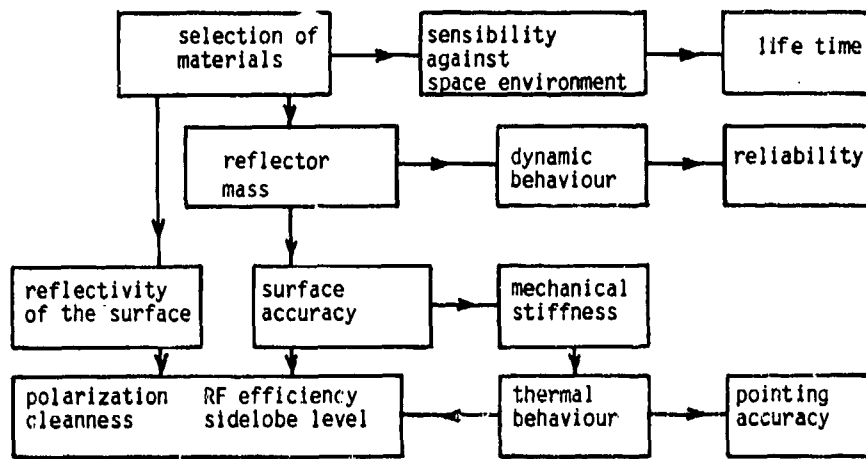 selection of
materials
sensibility
against
space environment
life time
reflector
mass
dynamic
behaviour
reliability
reflectivity
of the surface
surface
accuracy
mechanical
stiffness
polarization
cleanness
RF efficiency
sidelobe level
thermal
behaviour
pointing
accuracy